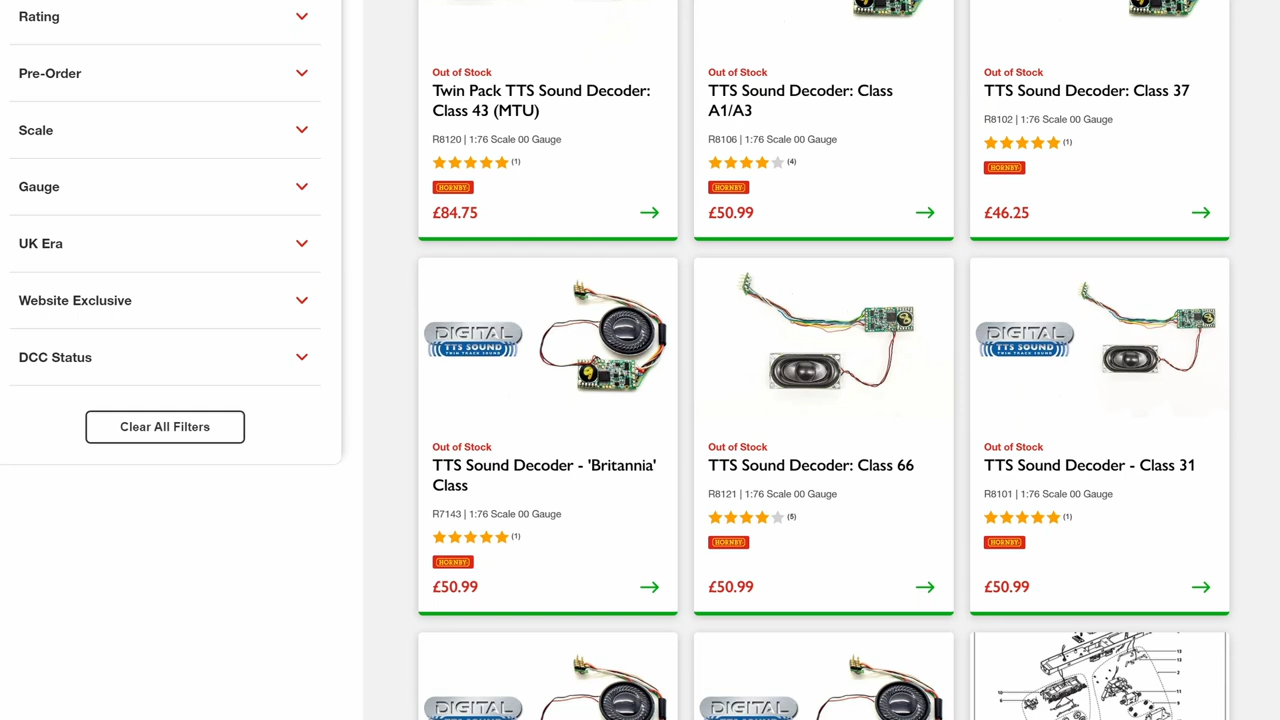 Rating
Pre-Order
Scale
Gauge
UK Era
Website Exclusive
DCC Status
Clear All Filters
Out of Stock
Twin Pack TTS Sound Decoder:
Class 43 (MTU)
R8120 | 1:76 Scale 00 Gauge
(1)
HORNBY
£84.75
Out of Stock
TTS Sound Decoder: Class
A1/A3
R8106 | 1:76 Scale 00 Gauge
(4)
HORNBY
£50.99
Out of Stock
TTS Sound Decoder: Class 37
R8102 | 1:76 Scale 00 Gauge
(1)
HORNBY
£46.25
DIGITAL
TTS SOUND
TWIN TRACK SOUND
Out of Stock
TTS Sound Decoder - 'Britannia'
Class
R7143 | 1:76 Scale 00 Gauge
(1)
HORNBY
£50.99
Out of Stock
TTS Sound Decoder: Class 66
R8121 | 1:76 Scale 00 Gauge
(5)
HORNBY
£50.99
DIGITAL
TTS SOUND
TWIN TRACK SOUND
Out of Stock
TTS Sound Decoder - Class 31
R8101 | 1:76 Scale 00 Gauge
(1)
HORNBY
£50.99
DIGITAL
DIGITAL